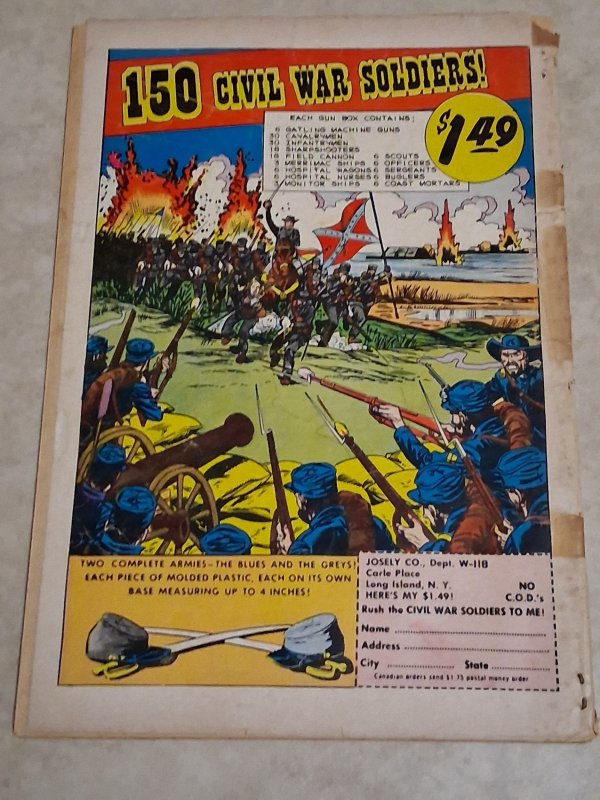 150 CIVIL WAR SOLDIERS!
$1.49
EACH GUN BOX CONTAINS:
6 GATLING MACHINE GUNS
30 CAVALRYMEN
30 INFANTRYMEN
18 SHARPSHOOTERS
18 FIELD CANNON 6 SCOUTS
3 MERRIMAC SHIPS 6 OFFICERS
6 HOSPITAL WAGONS 6 SERGEANTS
6 HOSPITAL NURSES 6 BUGLERS
3 MONITOR SHIPS 6 COAST MORTARS
TWO COMPLETE ARMIES—THE BLUES AND THE GREYS!
EACH PIECE OF MOLDED PLASTIC, EACH ON ITS OWN
BASE MEASURING UP TO 4 INCHES!
JOSELY CO., Dept. W-11B
Carle Place
Long Island, N. Y. NO
HERE'S MY $1.49! C.O.D.'s
Rush the CIVIL WAR SOLDIERS TO ME!
Name
Address
City State
Canadian orders send $1.75 postal money order